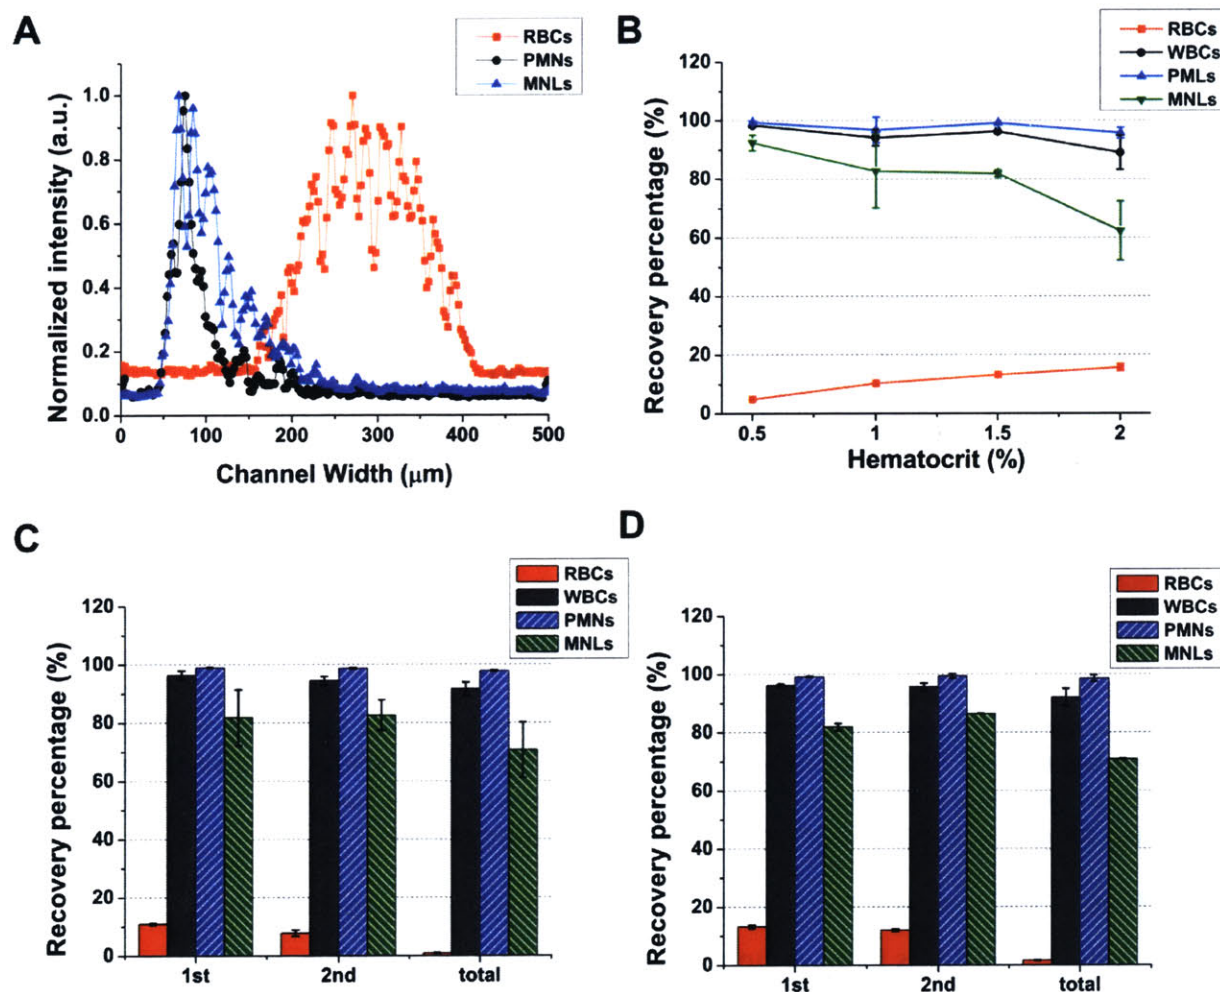 A
RBCs
PMNs
MNLs
Normalized intensity (a.u.)
1.0
0.8
0.6
0.4
0.2
0.0
0 100 200 300 400 500
Channel Width (μm)
B
RBCs
WBCs
PMLs
MNLs
Recovery percentage (%)
120
100
80
60
40
20
0
0.5 1 1.5 2
Hematocrit (%)
C
RBCs
WBCs
PMNs
MNLs
Recovery percentage (%)
120
100
80
60
40
20
0
1st 2nd total
D
RBCs
WBCs
PMNs
MNLs
Recovery percentage (%)
120
100
80
60
40
20
0
1st 2nd total